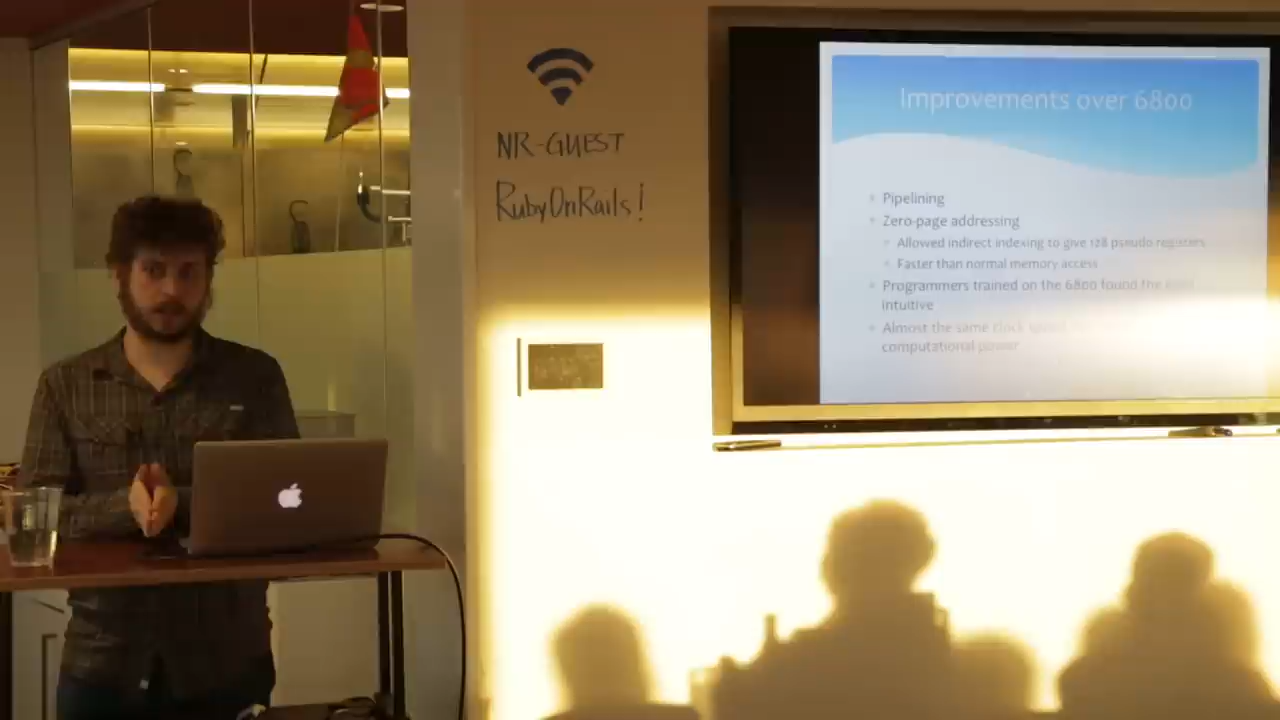 NR-GUEST
RubyOnRails!
Improvements over 6800
Pipelining
Zero-page addressing
Allowed indirect indexing to give 128 pseudo registers
Faster than normal memory access
Programmers trained on the 6800 found the
intuitive
Almost the same clock
computational power